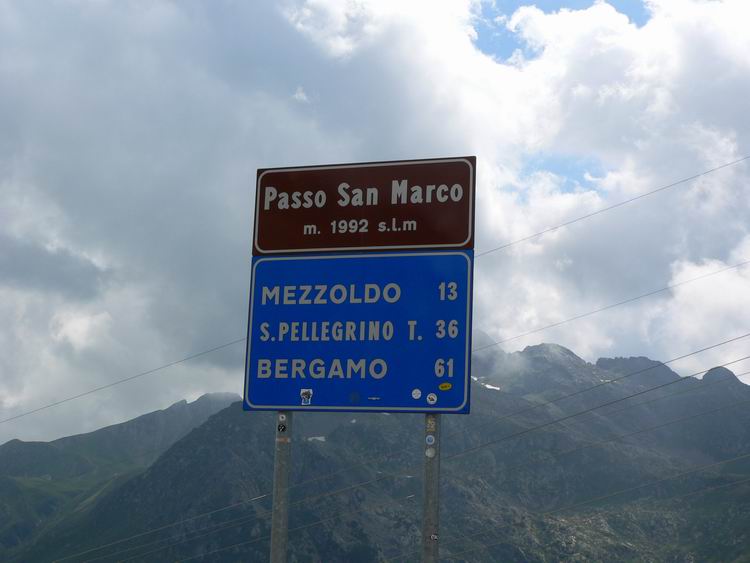 Passo San Marco
m. 1992 s.l.m
MEZZOLDO 13
S.PELLEGRINO T. 36
BERGAMO 61